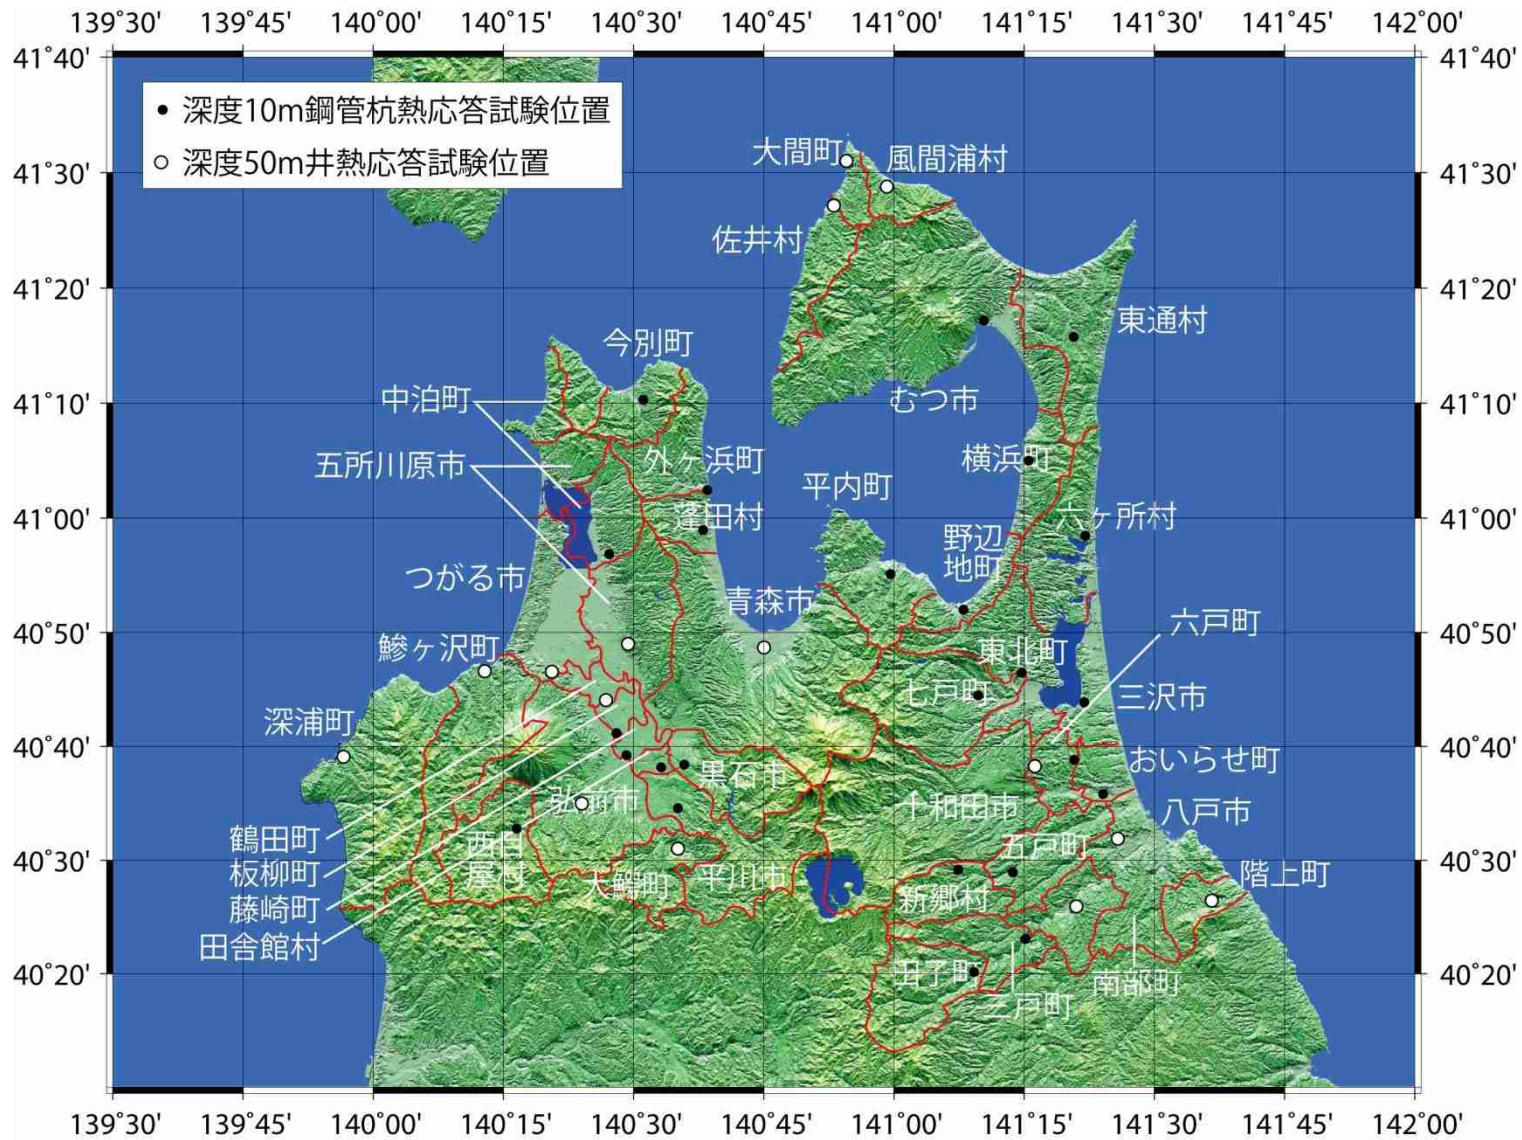 139˚30' 139˚45' 140˚00' 140˚15' 140˚30' 140˚45' 141˚00' 141˚15' 141˚30' 141˚45' 142˚00'
41˚40' 41˚40'
深度10m鋼管杭熱応答試験位置
深度50m井熱応答試験位置
大間町
風間浦村
41˚30' 41˚30'
佐井村
41˚20' 41˚20'
東通村
今別町
中泊町
むつ市
41˚10' 41˚10'
五所川原市
外ヶ浜町
横浜町
平内町
41˚00' 41˚00'
蓬田村
六ヶ所村
野辺
地町
つがる市
青森市
六戸町
40˚50' 40˚50'
鰺ヶ沢町
東北町
七戸町
三沢市
深浦町
40˚40' 40˚40'
おいらせ町
黒石市
弘前市
十和田市
八戸市
鶴田町
西目
屋村
五戸町
40˚30' 40˚30'
板柳町
大鰐町
平川市
階上町
新郷村
藤崎町
田舎館村
40˚20' 40˚20'
田子町
南部町
三戸町
139˚30' 139˚45' 140˚00' 140˚15' 140˚30' 140˚45' 141˚00' 141˚15' 141˚30' 141˚45' 142˚00'